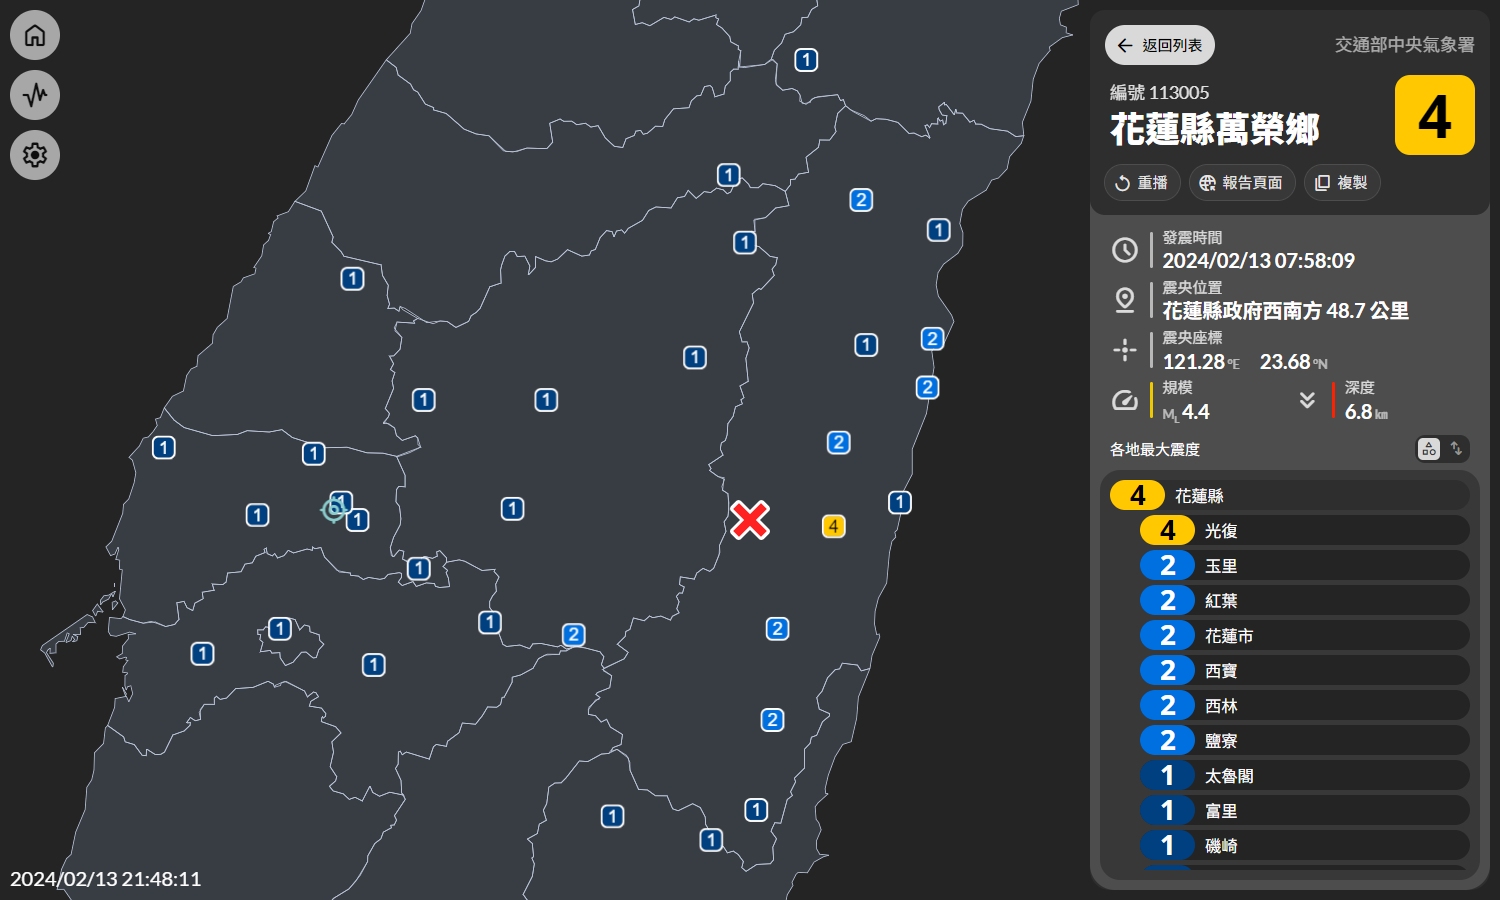 返回列表
交通部中央氣象署
編號 113005
花蓮縣萬榮鄉
4
重播
報告頁面
複製
發震時間
2024/02/13 07:58:09
震央位置
花蓮縣政府西南方 48.7 公里
震央座標
121.28 °E 23.68 °N
規模
ML 4.4
深度
6.8 km
各地最大震度
4 花蓮縣
4 光復
2 玉里
2 紅葉
2 花蓮市
2 西寶
2 西林
2 鹽寮
1 太魯閣
1 富里
1 磯崎
1
1
2
1
1
1
1
2
1
2
1
1
2
1
1
1
1
1
1
1
4
1
1
1
2
2
1
1
2
1
1
1
2024/02/13 21:48:11